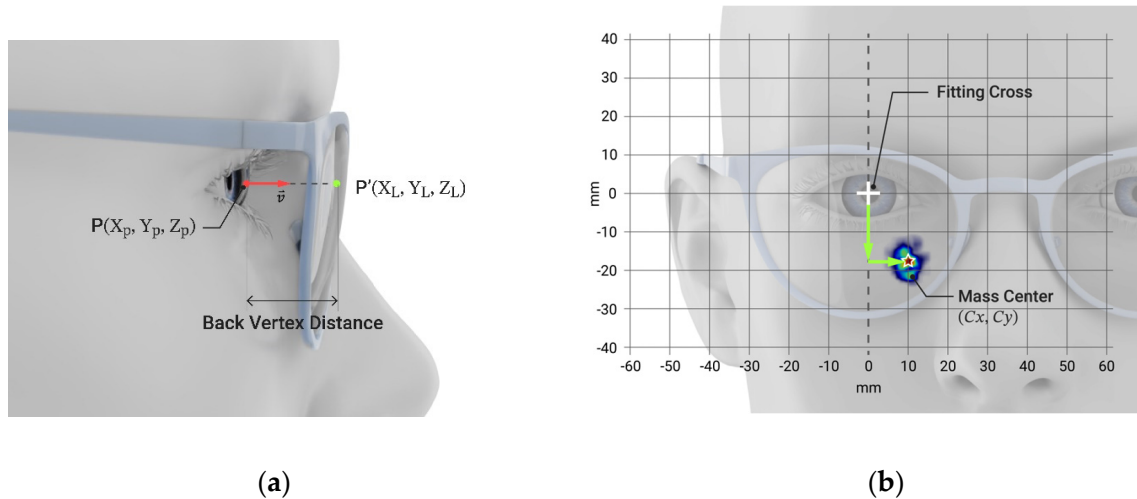 P(Xp, Yp, Zp)
v⃗
P'(XL, YL, ZL)
Back Vertex Distance
(a)
40
30
20
10
0
-10
-20
-30
-40
mm
-60 -50 -40 -30 -20 -10 0 10 20 30 40 50 60
mm
Fitting Cross
Mass Center
(Cx, Cy)
(b)